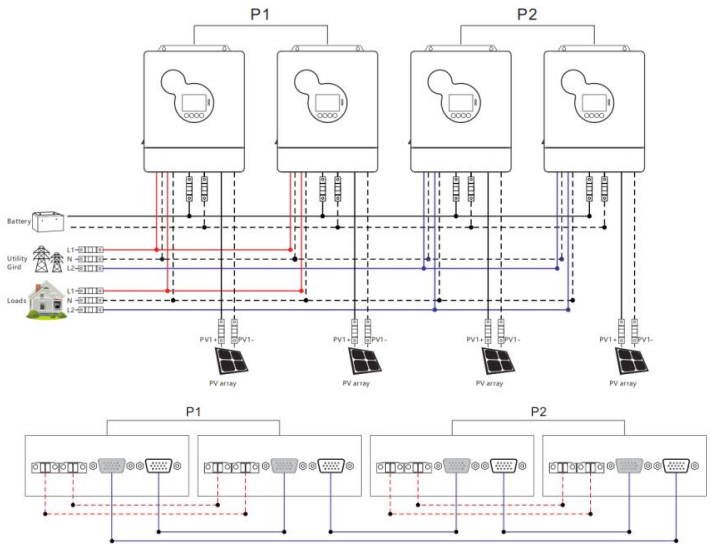 P1 P2
Battery
L1
Utility N
Gird L2
L1
Loads N
L2
PV1+ PV1- PV1+ PV1- PV1+ PV1- PV1+ PV1-
PV array PV array PV array PV array
P1 P2